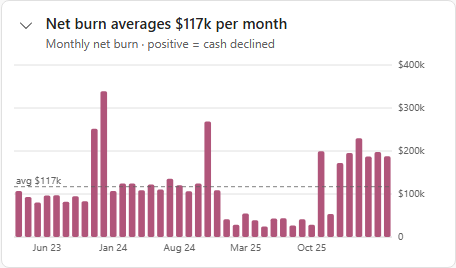 Net burn averages $117k per month
Monthly net burn · positive = cash declined
$400k
$300k
$200k
avg $117k
$100k
0
Jun 23 Jan 24 Aug 24 Mar 25 Oct 25